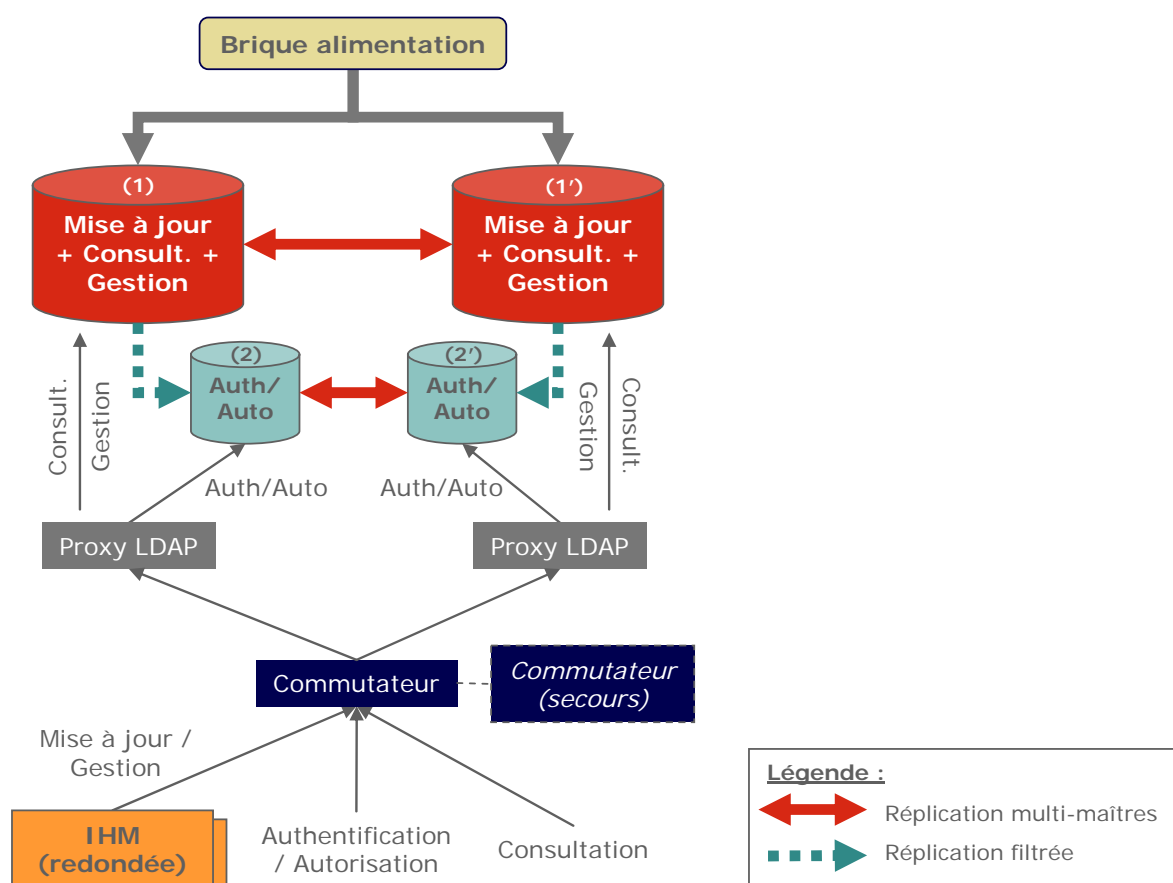 Brique alimentation
(1)
Mise à jour
+ Consult. +
Gestion
(1')
Mise à jour
+ Consult. +
Gestion
(2)
Auth/
Auto
(2')
Auth/
Auto
Consult.
Gestion
Gestion
Consult.
Auth/Auto
Auth/Auto
Proxy LDAP
Proxy LDAP
Commutateur
Commutateur
(secours)
Mise à jour /
Gestion
IHM
(redondée)
Authentification
/ Autorisation
Consultation
Légende :
Réplication multi-maîtres
Réplication filtrée